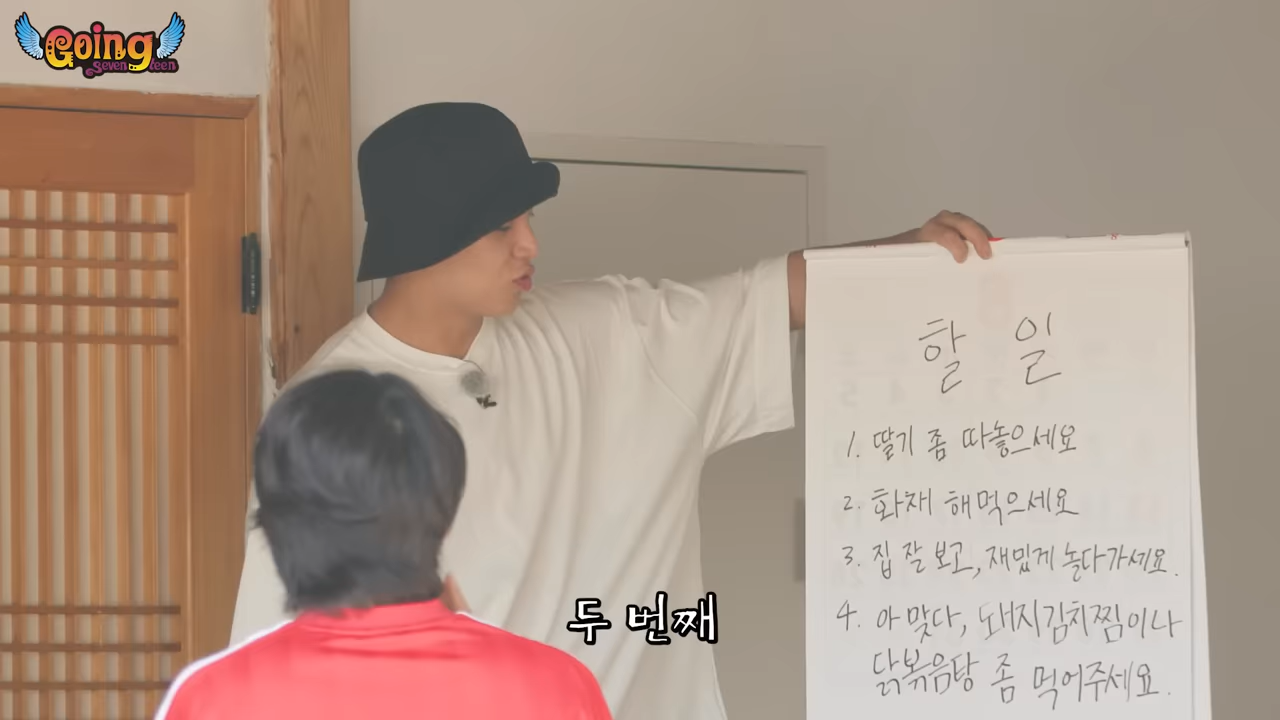 Going
Seventeen
할 일
1. 딸기 좀 따놓으세요
2. 화채 해먹으세요
3. 집 잘 보고, 재밌게 놀다가세요.
4. 아 맞다, 돼지김치찜이나
닭볶음탕 좀 먹어주세요.
두 번째